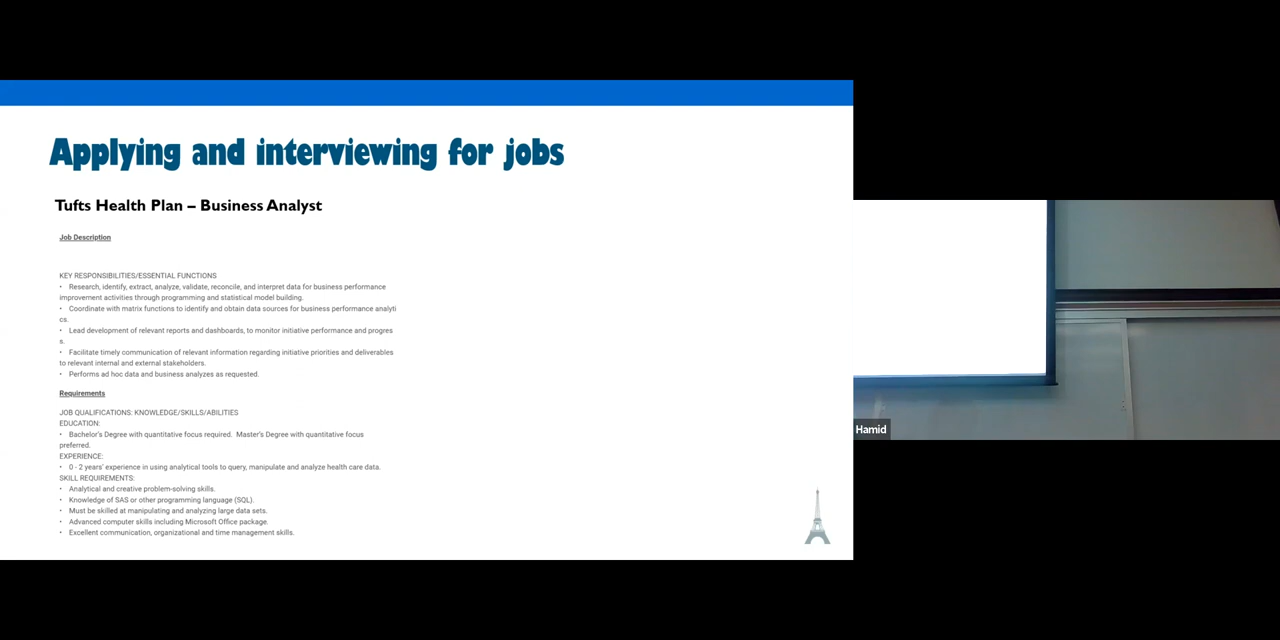 Applying and interviewing for jobs
Tufts Health Plan – Business Analyst
Job Description
KEY RESPONSIBILITIES/ESSENTIAL FUNCTIONS
• Research, identify, extract, analyze, validate, reconcile, and interpret data for business performance
improvement activities through programming and statistical model building.
• Coordinate with matrix functions to identify and obtain data sources for business performance analyti
cs.
• Lead development of relevant reports and dashboards, to monitor initiative performance and progres
s.
• Facilitate timely communication of relevant information regarding initiative priorities and deliverables
to relevant internal and external stakeholders.
• Performs ad hoc data and business analyzes as requested.
Requirements
JOB QUALIFICATIONS: KNOWLEDGE/SKILLS/ABILITIES
EDUCATION:
• Bachelor's Degree with quantitative focus required. Master's Degree with quantitative focus
preferred.
EXPERIENCE:
• 0 - 2 years' experience in using analytical tools to query, manipulate and analyze health care data.
SKILL REQUIREMENTS:
• Analytical and creative problem-solving skills.
• Knowledge of SAS or other programming language (SQL).
• Must be skilled at manipulating and analyzing large data sets.
• Advanced computer skills including Microsoft Office package.
• Excellent communication, organizational and time management skills.
Hamid